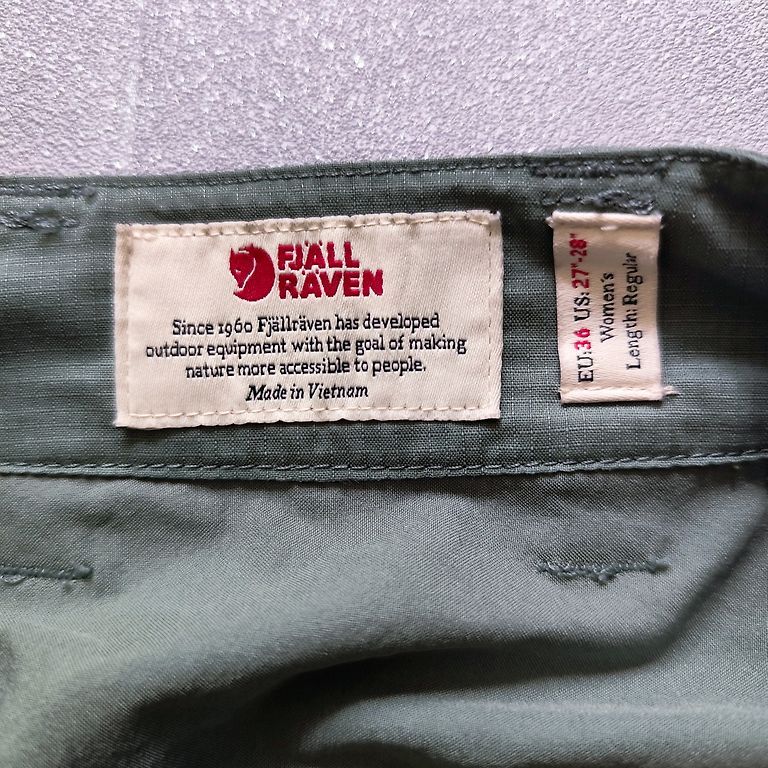 FJÄLL
RÄVEN
Since 1960 Fjällräven has developed
outdoor equipment with the goal of making
nature more accessible to people.
Made in Vietnam
EU:36 US:27"-28"
Women's
Length: Regular